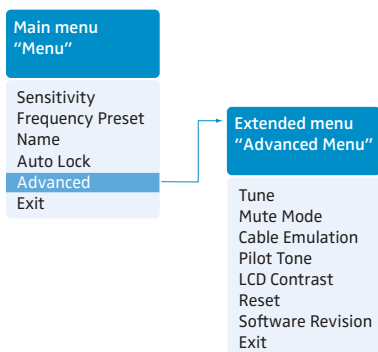 Main menu
“Menu”
Sensitivity
Frequency Preset
Name
Auto Lock
Advanced
Exit
Extended menu
“Advanced Menu”
Tune
Mute Mode
Cable Emulation
Pilot Tone
LCD Contrast
Reset
Software Revision
Exit